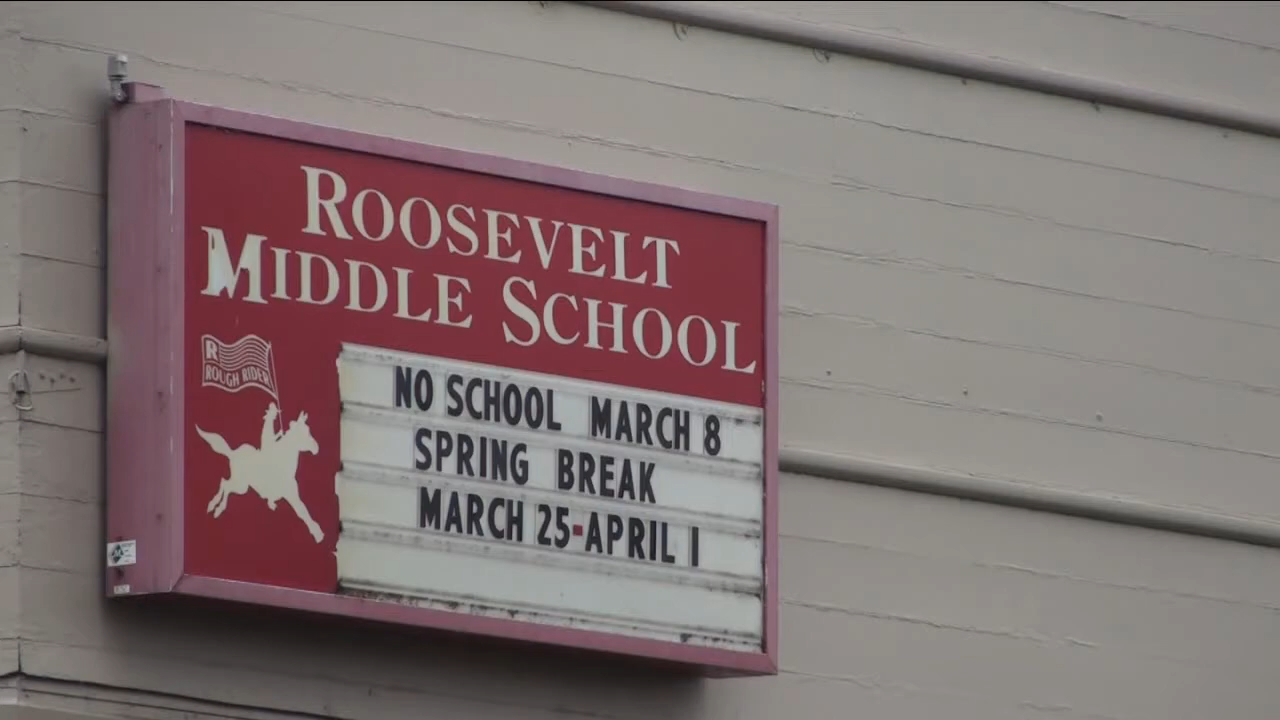 ROOSEVELT
MIDDLE SCHOOL
R
ROUGH RIDER
NO SCHOOL MARCH 8
SPRING BREAK
MARCH 25-APRIL 1